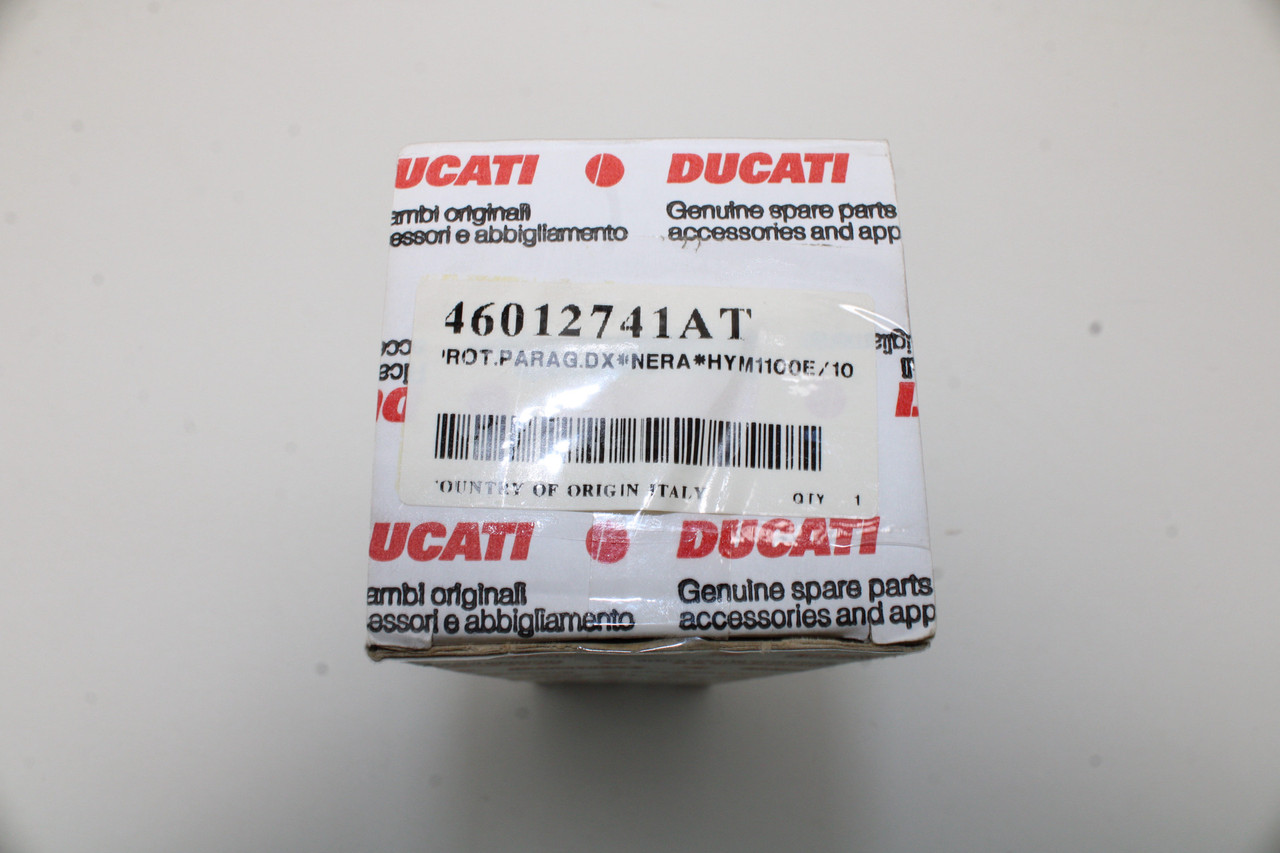 UCATI DUCATI
ambi originali Genuine spare parts
essori e abbigliamento accessories and app
46012741AT
'ROT.PARAG.DX*NERA*HYM1100E/10
OUNTRY OF ORIGIN ITALY QTY 1
UCATI DUCATI
ambi originali Genuine spare parts
essori e abbigliamento accessories and app